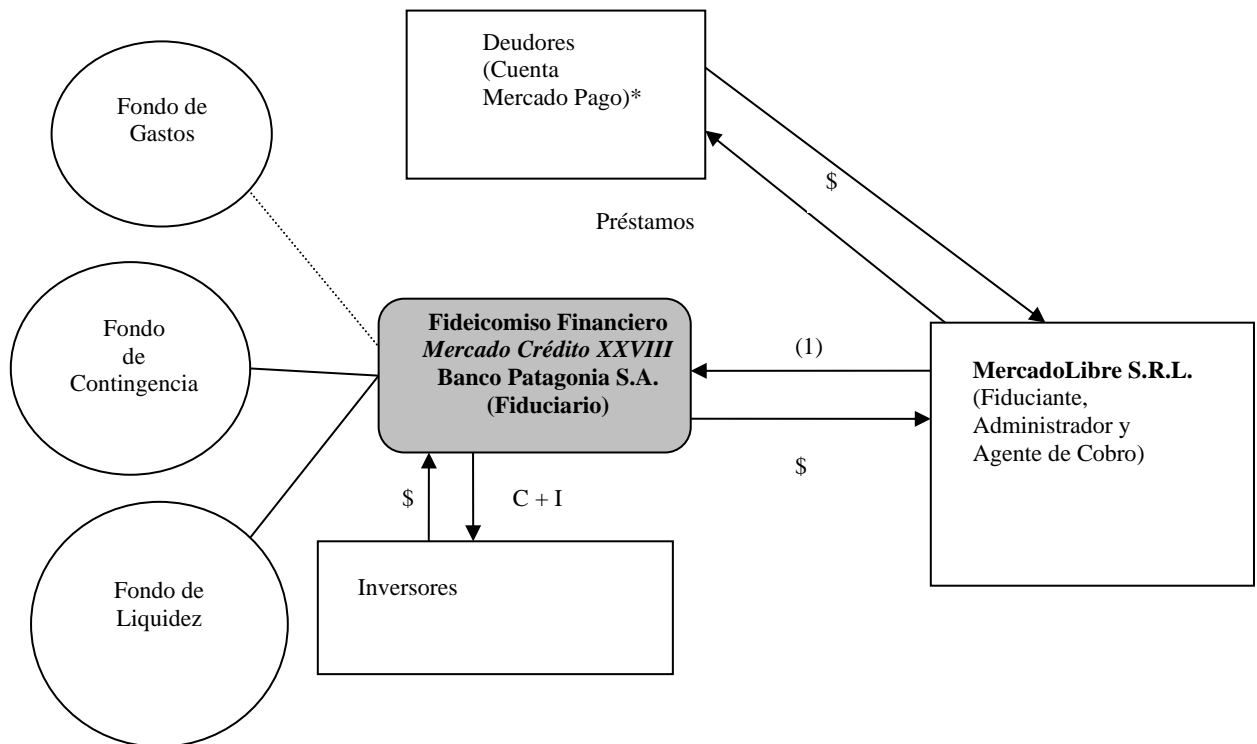 Deudores
(Cuenta
Mercado Pago)*
Fondo de
Gastos
$
Préstamos
Fondo
de
Contingencia
Fideicomiso Financiero
Mercado Crédito XXVIII
Banco Patagonia S.A.
(Fiduciario)
(1)
$
MercadoLibre S.R.L.
(Fiduciante,
Administrador y
Agente de Cobro)
$
C + I
Fondo de
Liquidez
Inversores